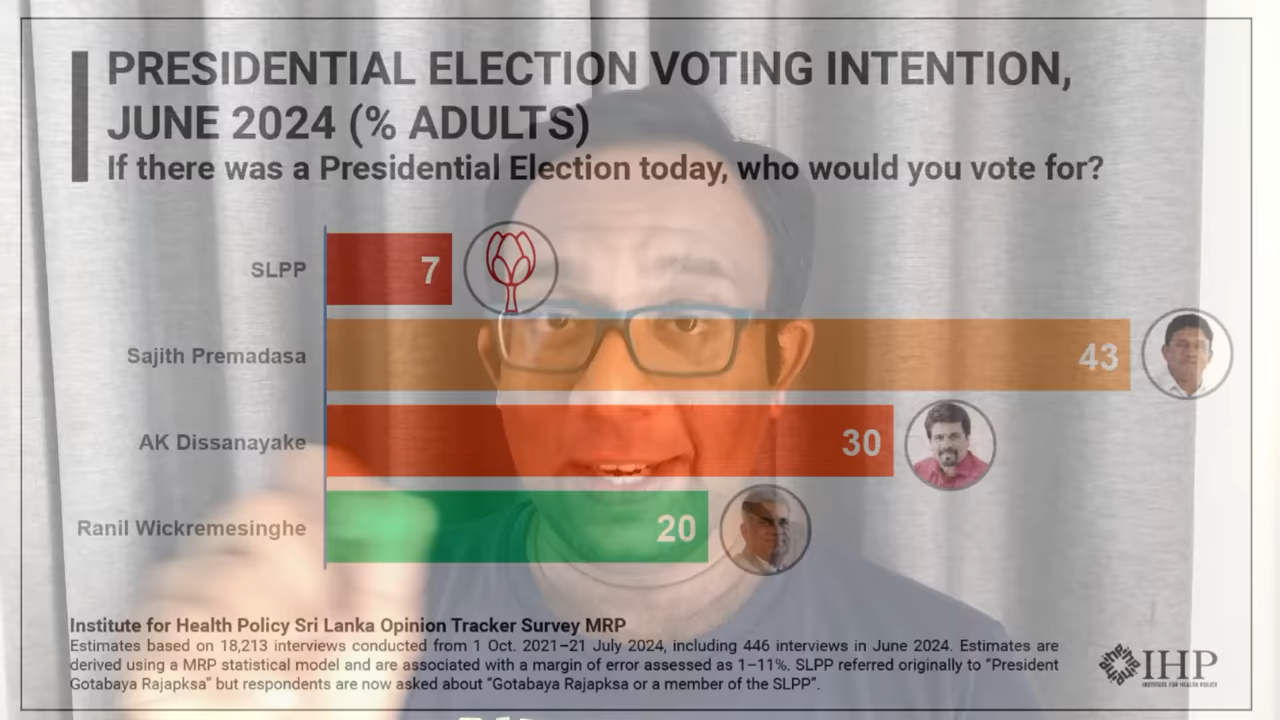 PRESIDENTIAL ELECTION VOTING INTENTION,
JUNE 2024 (% ADULTS)
If there was a Presidential Election today, who would you vote for?
SLPP 7
Sajith Premadasa 43
AK Dissanayake 30
Ranil Wickremesinghe 20
Institute for Health Policy Sri Lanka Opinion Tracker Survey MRP
Estimates based on 18,213 interviews conducted from 1 Oct. 2021–21 July 2024, including 446 interviews in June 2024. Estimates are
derived using a MRP statistical model and are associated with a margin of error assessed as 1–11%. SLPP referred originally to “President
Gotabaya Rajapksa” but respondents are now asked about “Gotabaya Rajapksa or a member of the SLPP”.
IHP
INSTITUTE FOR HEALTH POLICY